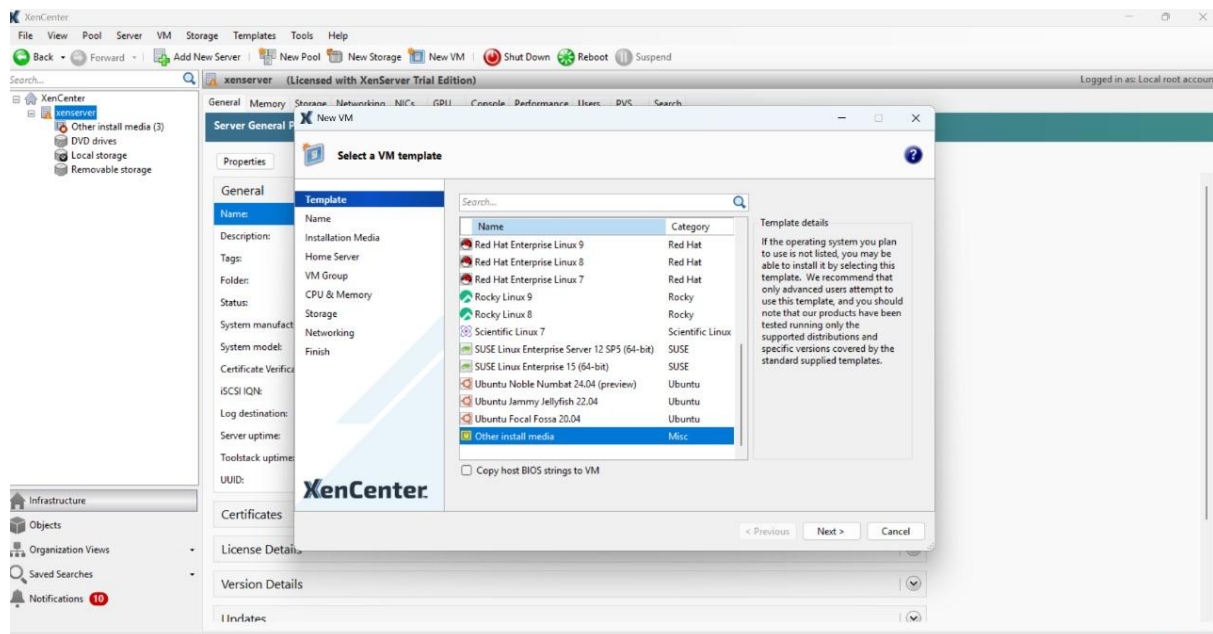 XenCenter
File View Pool Server VM Storage Templates Tools Help
Back Forward Add New Server New Pool New Storage New VM Shut Down Reboot Suspend
Search...
xenserver (Licensed with XenServer Trial Edition) Logged in as: Local root accoun
XenCenter
xenserver
Other install media (3)
DVD drives
Local storage
Removable storage
General Memory Storage Networking NICs GPU Console Performance Users PVS Search
Server General P
Properties
General
Name:
Description:
Tags:
Folder:
Status:
System manufact
System model:
Certificate Verifica
iSCSI IQN:
Log destination:
Server uptime:
Toolstack uptime:
UUID:
Certificates
License Details
Version Details
Updates
New VM
Select a VM template
Template
Name
Installation Media
Home Server
VM Group
CPU & Memory
Storage
Networking
Finish
XenCenter
Search...
Name Category
Red Hat Enterprise Linux 9 Red Hat
Red Hat Enterprise Linux 8 Red Hat
Red Hat Enterprise Linux 7 Red Hat
Rocky Linux 9 Rocky
Rocky Linux 8 Rocky
Scientific Linux 7 Scientific Linux
SUSE Linux Enterprise Server 12 SP5 (64-bit) SUSE
SUSE Linux Enterprise 15 (64-bit) SUSE
Ubuntu Noble Numbat 24.04 (preview) Ubuntu
Ubuntu Jammy Jellyfish 22.04 Ubuntu
Ubuntu Focal Fossa 20.04 Ubuntu
Other install media Misc
Copy host BIOS strings to VM
Template details
If the operating system you plan
to use is not listed, you may be
able to install it by selecting this
template. We recommend that
only advanced users attempt to
use this template, and you should
note that our products have been
tested running only the
supported distributions and
specific versions covered by the
standard supplied templates.
< Previous Next > Cancel
Infrastructure
Objects
Organization Views
Saved Searches
Notifications 10